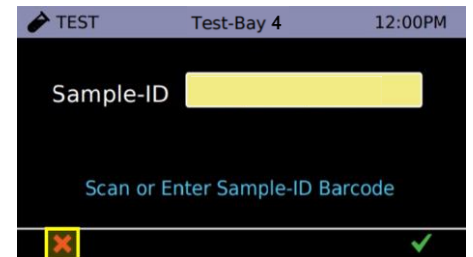 TEST Test-Bay 4 12:00PM
Sample-ID
Scan or Enter Sample-ID Barcode